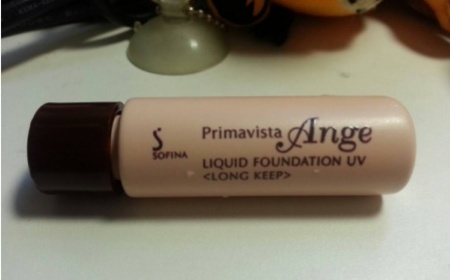 S
SOFINA
Primavista Ange
LIQUID FOUNDATION UV
<LONG KEEP>